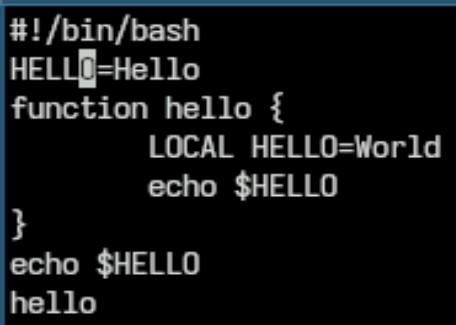 #!/bin/bash
HELLO=Hello
function hello {
        LOCAL HELLO=World
        echo $HELLO
}
echo $HELLO
hello